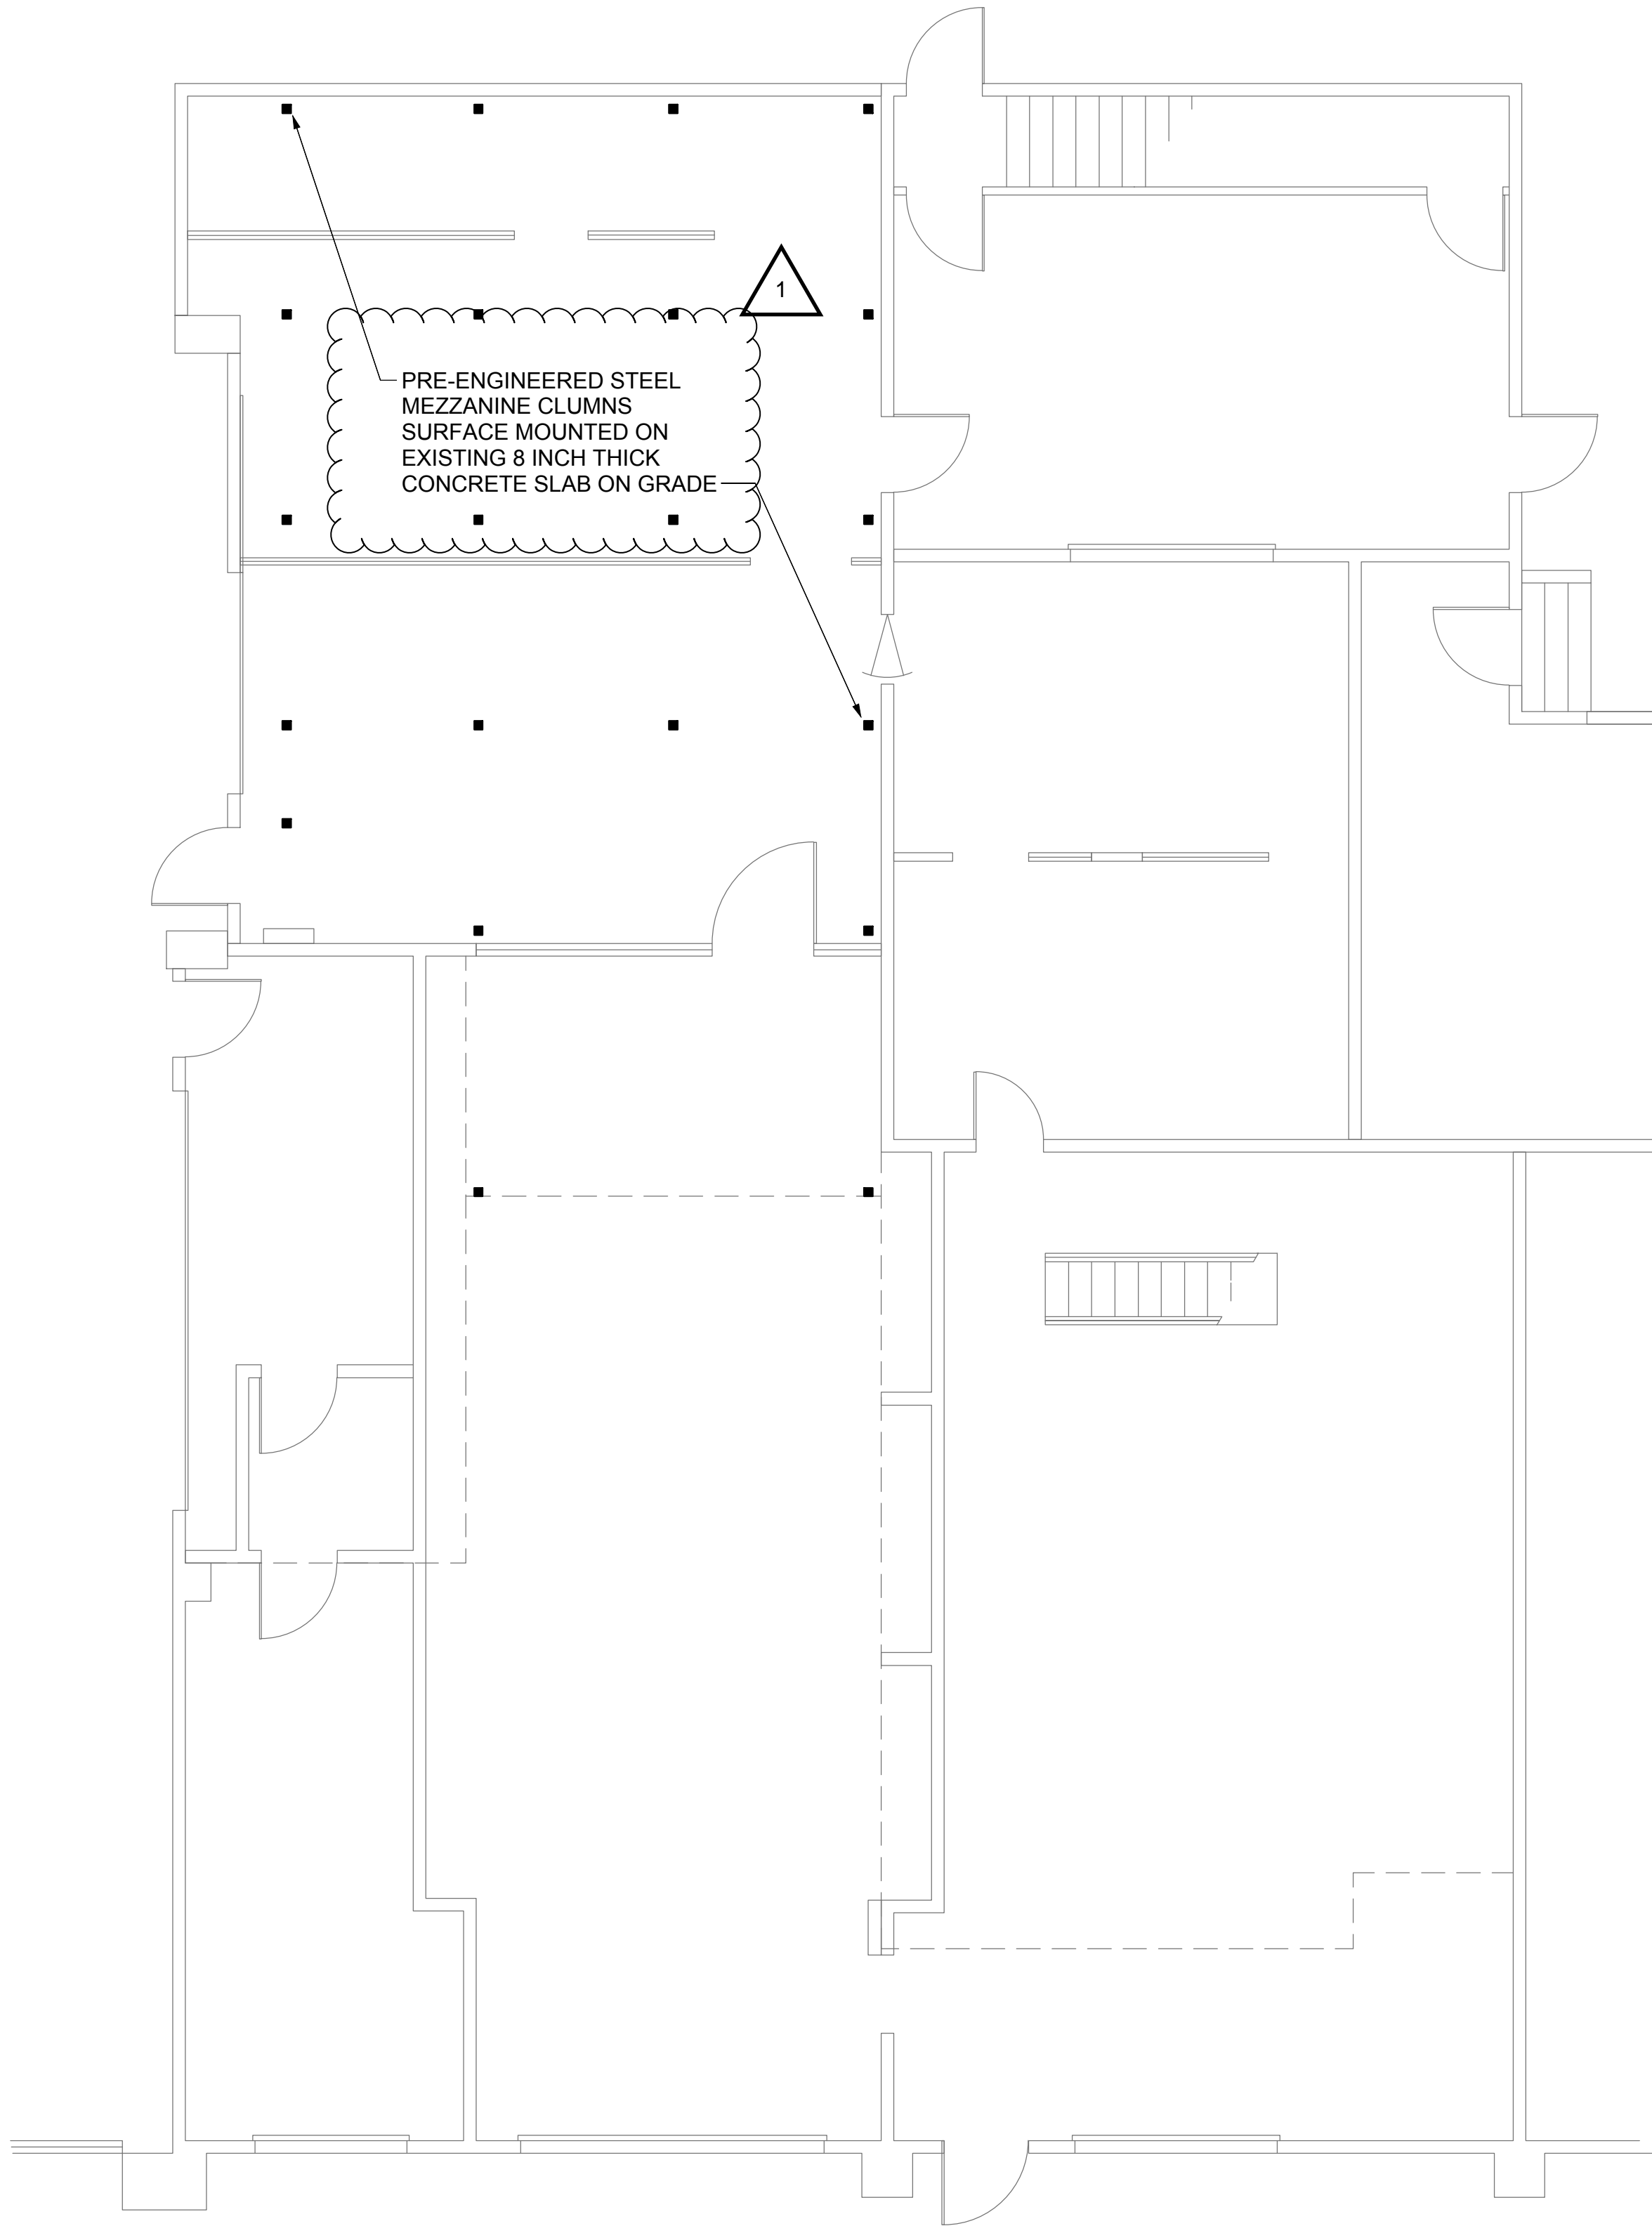 1
PRE-ENGINEERED STEEL
MEZZANINE CLUMNS
SURFACE MOUNTED ON
EXISTING 8 INCH THICK
CONCRETE SLAB ON GRADE